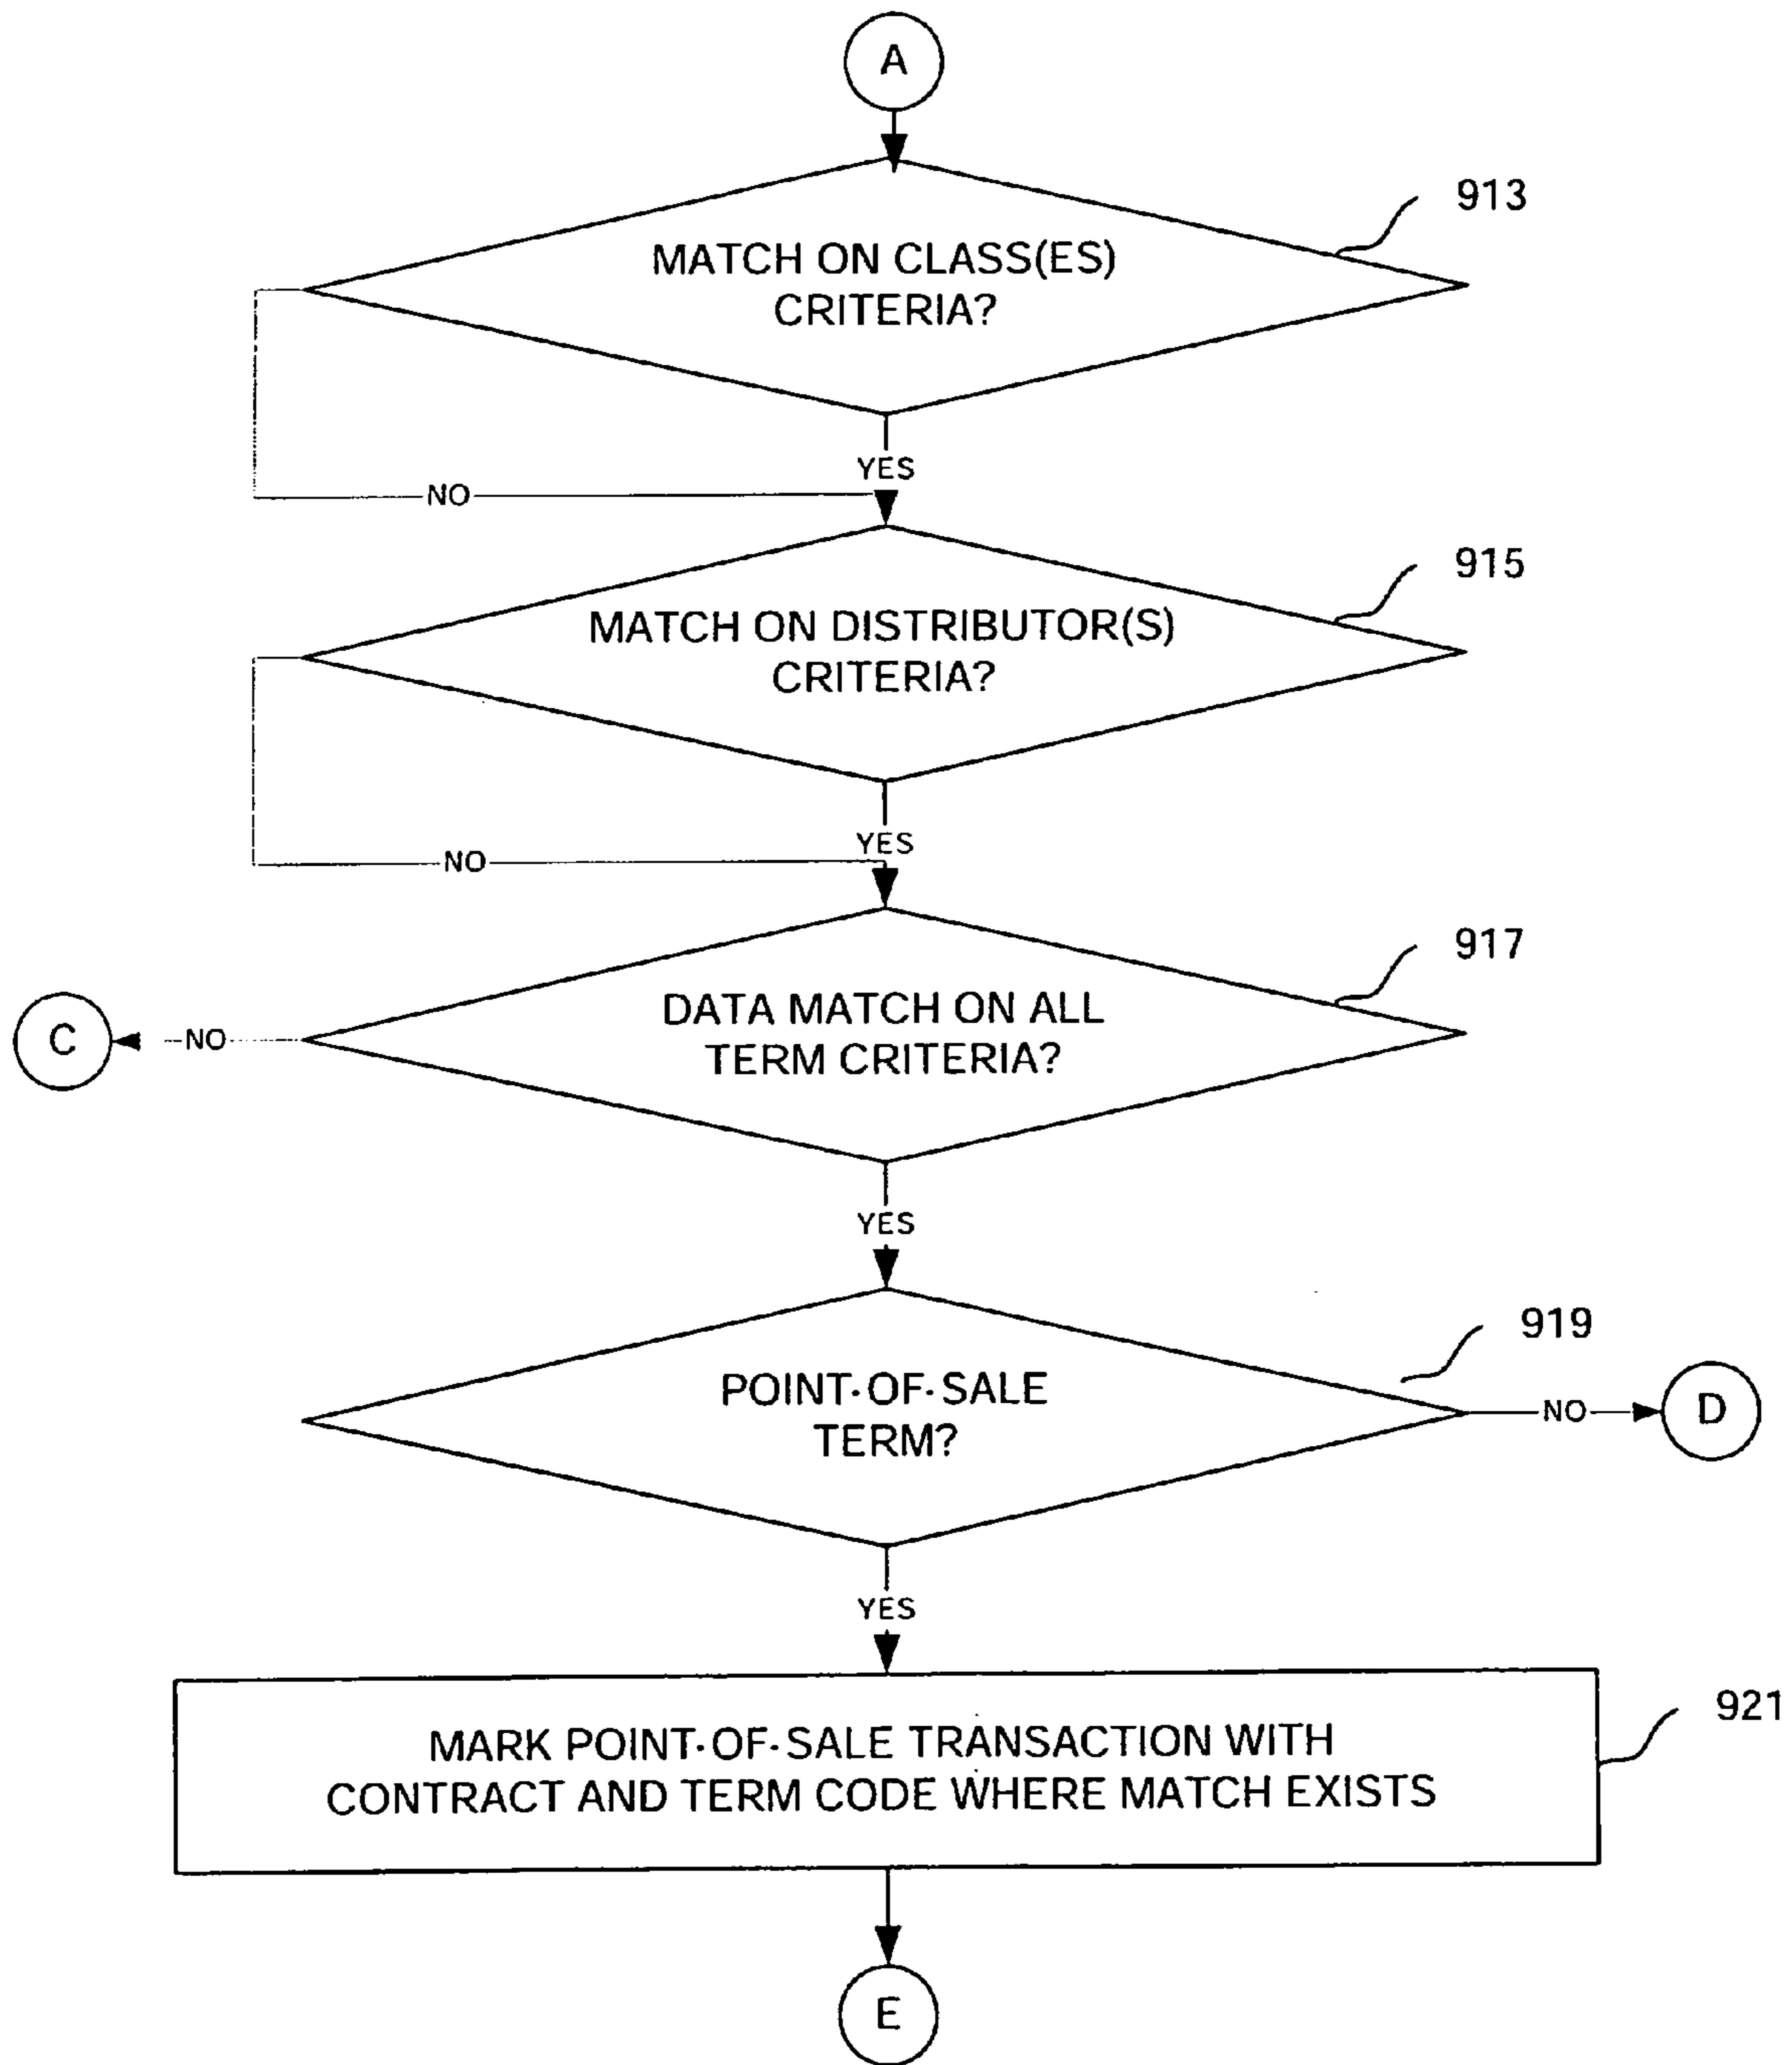 A
913
MATCH ON CLASS(ES)
CRITERIA?
YES
NO
915
MATCH ON DISTRIBUTOR(S)
CRITERIA?
YES
NO
917
DATA MATCH ON ALL
TERM CRITERIA?
C
NO
YES
919
POINT-OF-SALE
TERM?
NO
D
YES
921
MARK POINT-OF-SALE TRANSACTION WITH
CONTRACT AND TERM CODE WHERE MATCH EXISTS
E